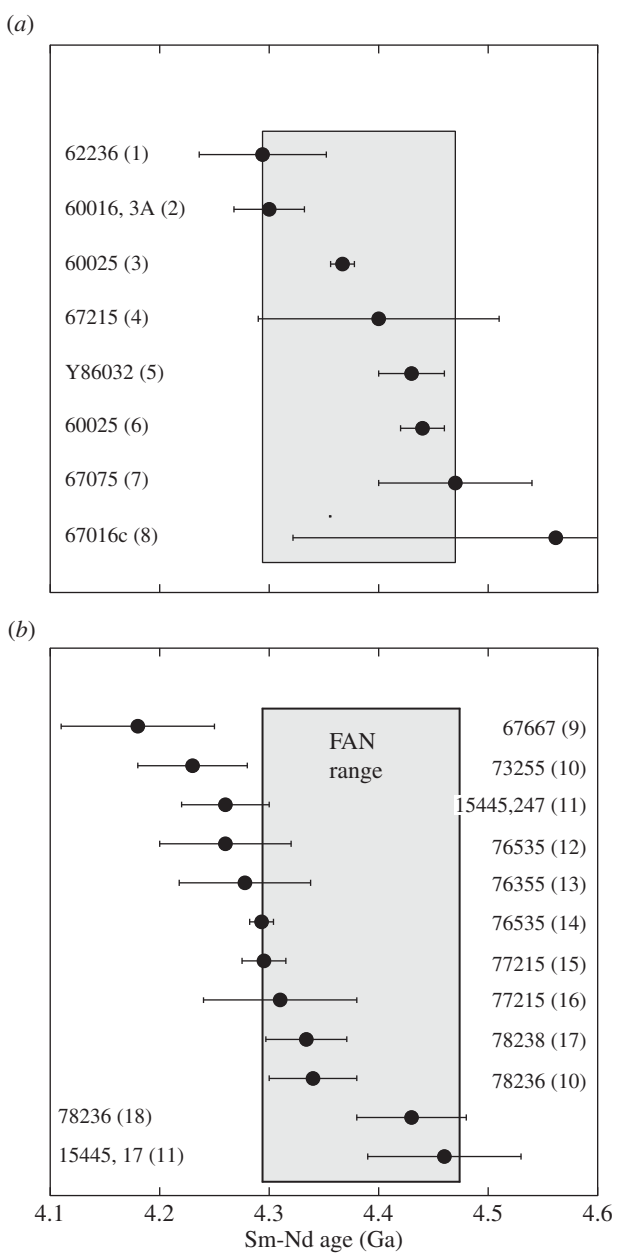 (a)
62236 (1)
60016, 3A (2)
60025 (3)
67215 (4)
Y86032 (5)
60025 (6)
67075 (7)
67016c (8)
(b)
FAN
range
67667 (9)
73255 (10)
15445,247 (11)
76535 (12)
76355 (13)
76535 (14)
77215 (15)
77215 (16)
78238 (17)
78236 (10)
78236 (18)
15445, 17 (11)
4.1 4.2 4.3 4.4 4.5 4.6
Sm-Nd age (Ga)